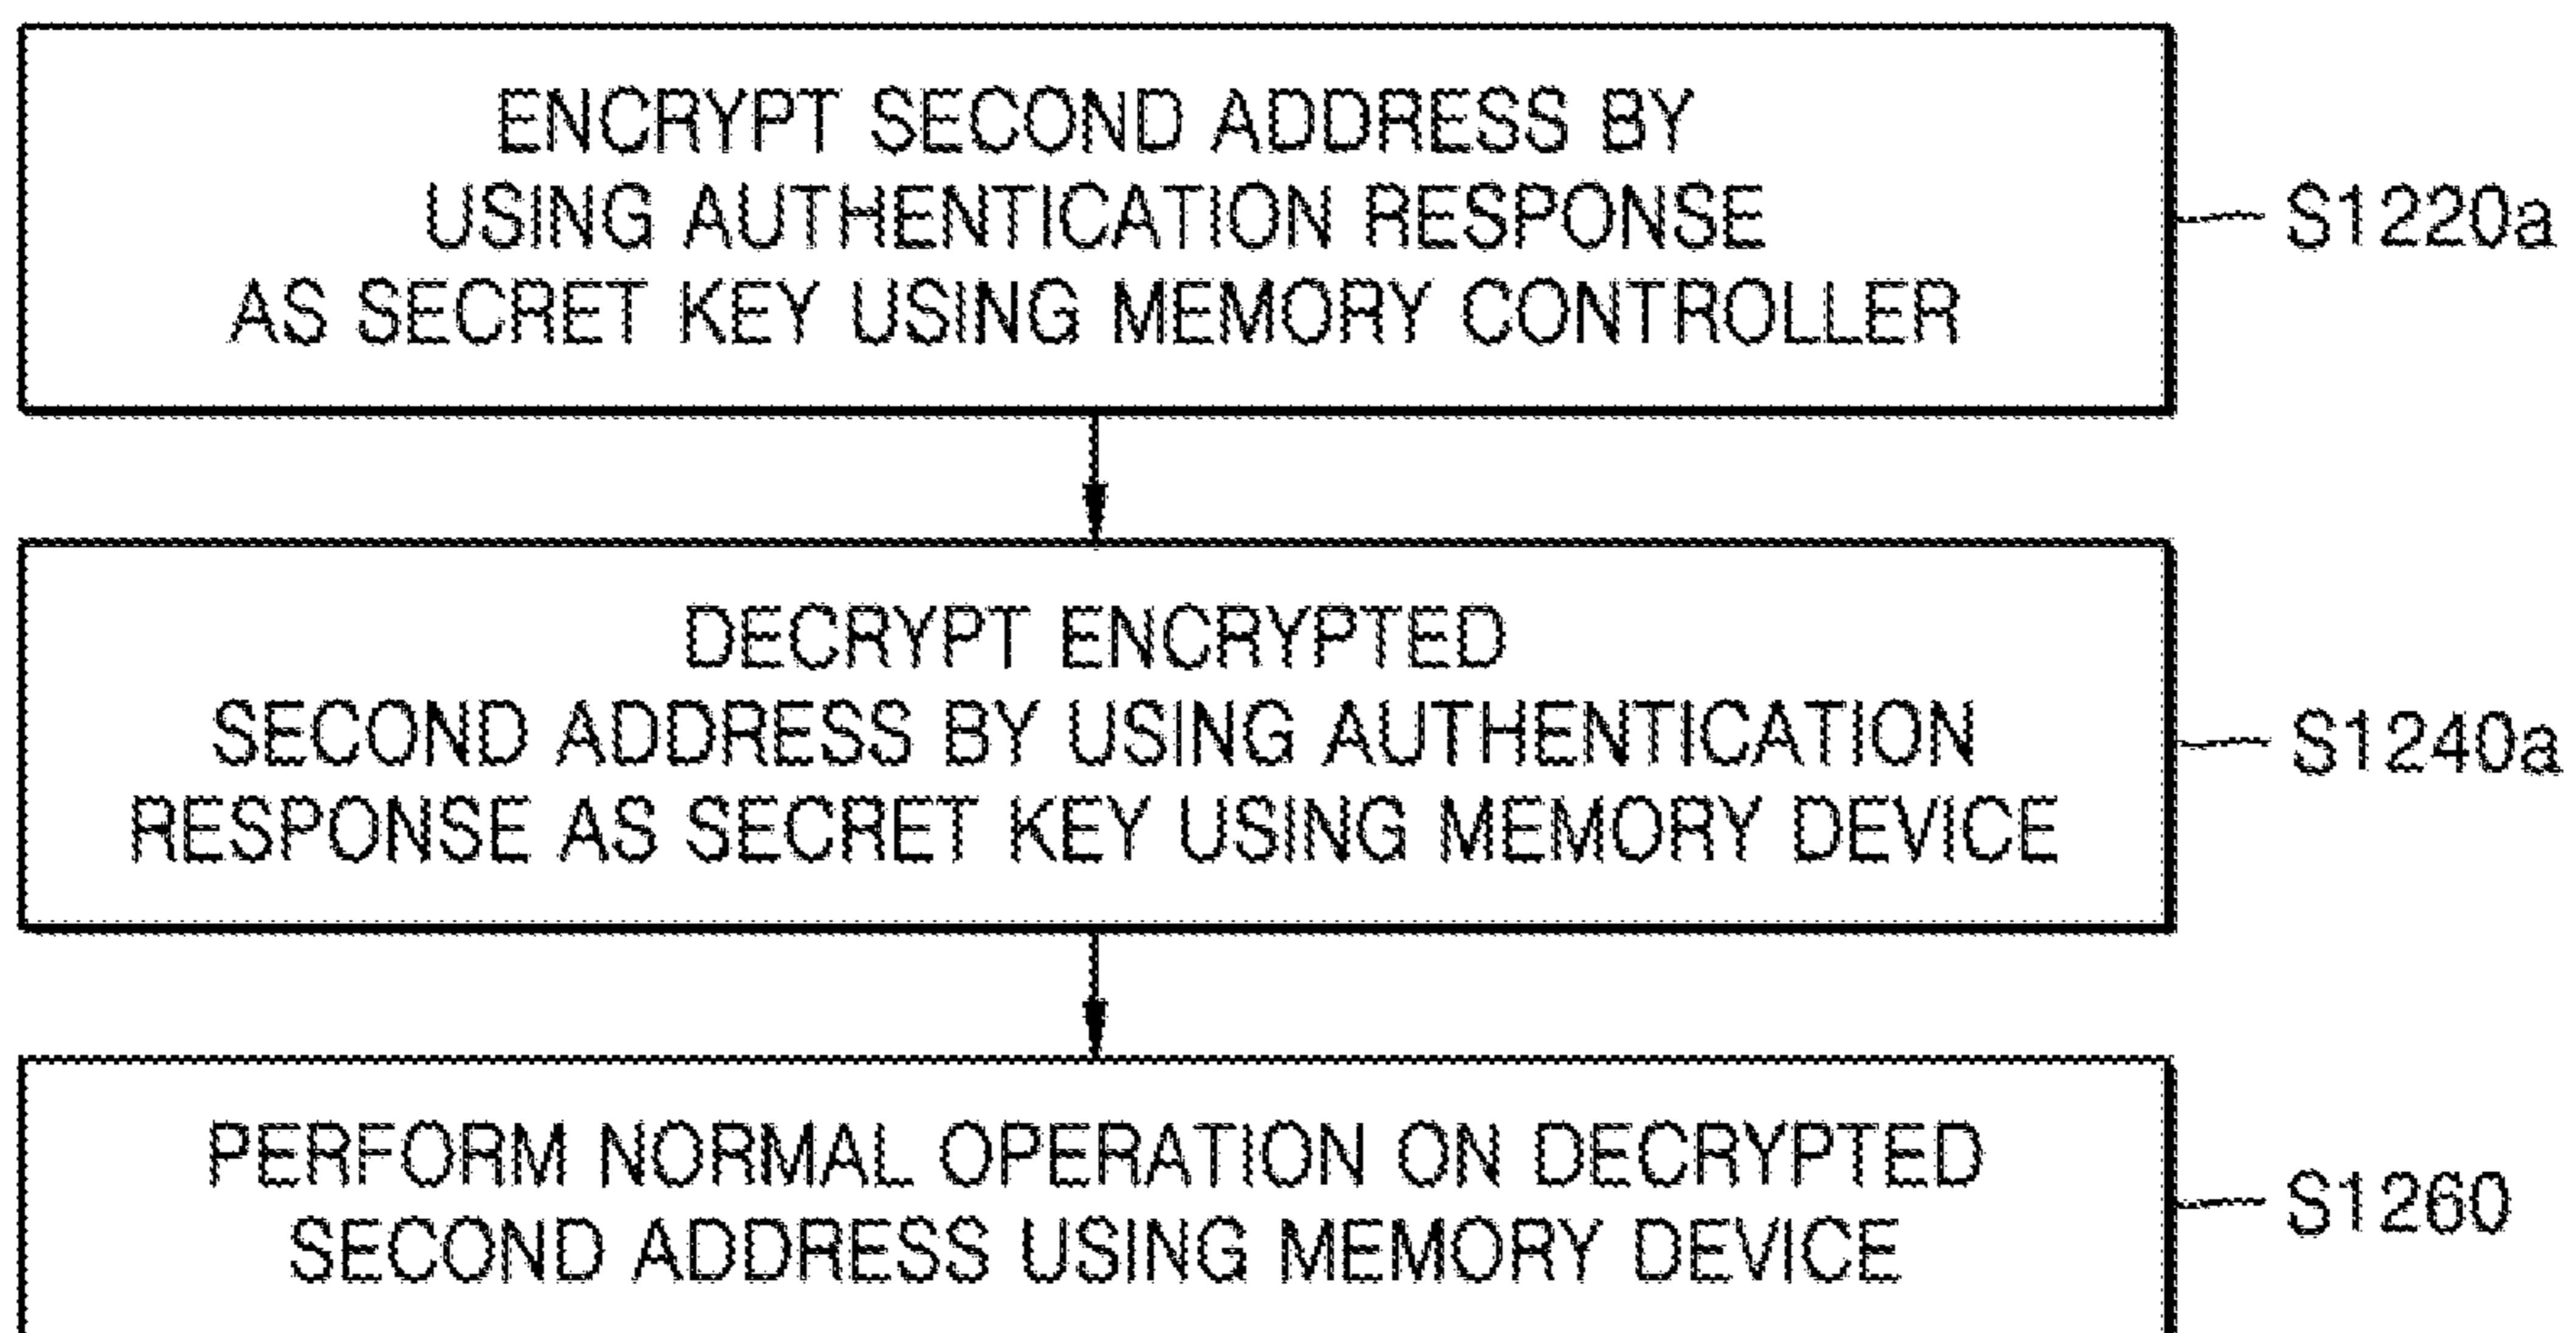 ENCRYPT SECOND ADDRESS BY
USING AUTHENTICATION RESPONSE
AS SECRET KEY USING MEMORY CONTROLLER
S1220a
DECRYPT ENCRYPTED
SECOND ADDRESS BY USING AUTHENTICATION
RESPONSE AS SECRET KEY USING MEMORY DEVICE
S1240a
PERFORM NORMAL OPERATION ON DECRYPTED
SECOND ADDRESS USING MEMORY DEVICE
S1260